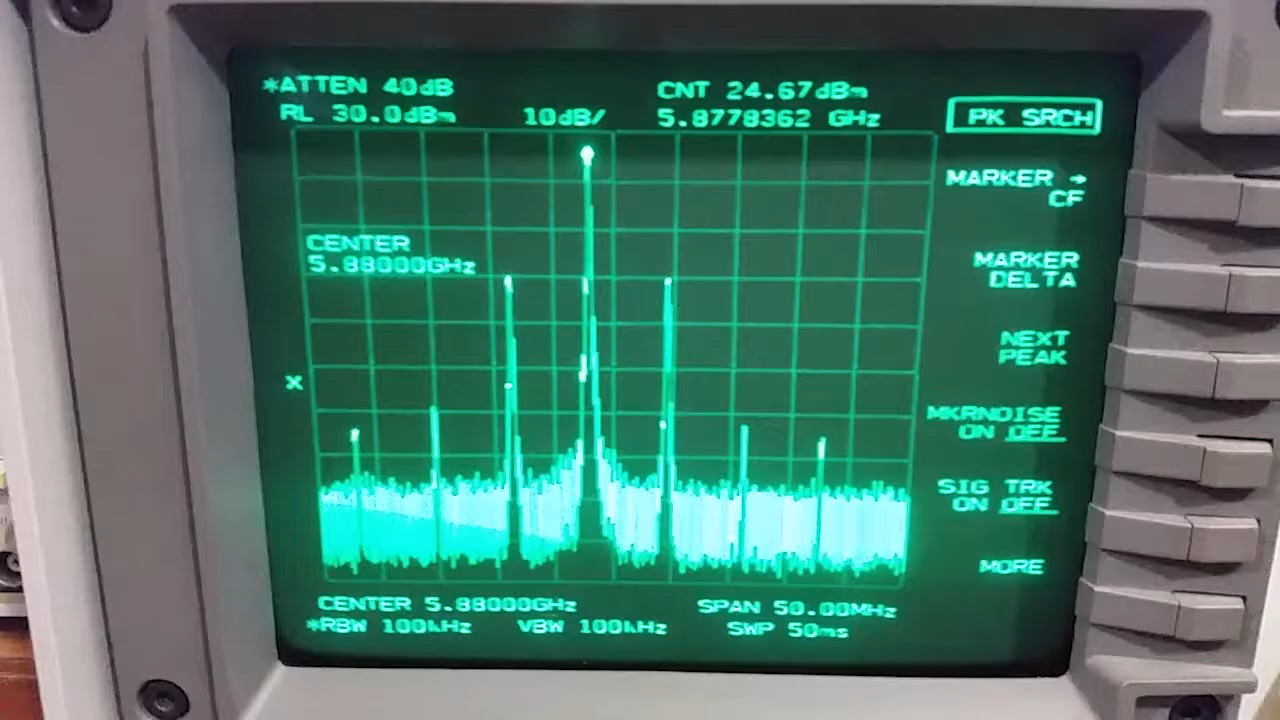 *ATTEN 40dB
CNT 24.67dBm
RL 30.0dBm
10dB/
5.8778362 GHz
PK SRCH
MARKER →
CF
CENTER
5.88000GHz
MARKER
DELTA
NEXT
PEAK
X
MKRNOISE
ON OFF
SIG TRK
ON OFF
MORE
CENTER 5.88000GHz
SPAN 50.00MHz
*RBW 100kHz
VBW 100kHz
SWP 50ms